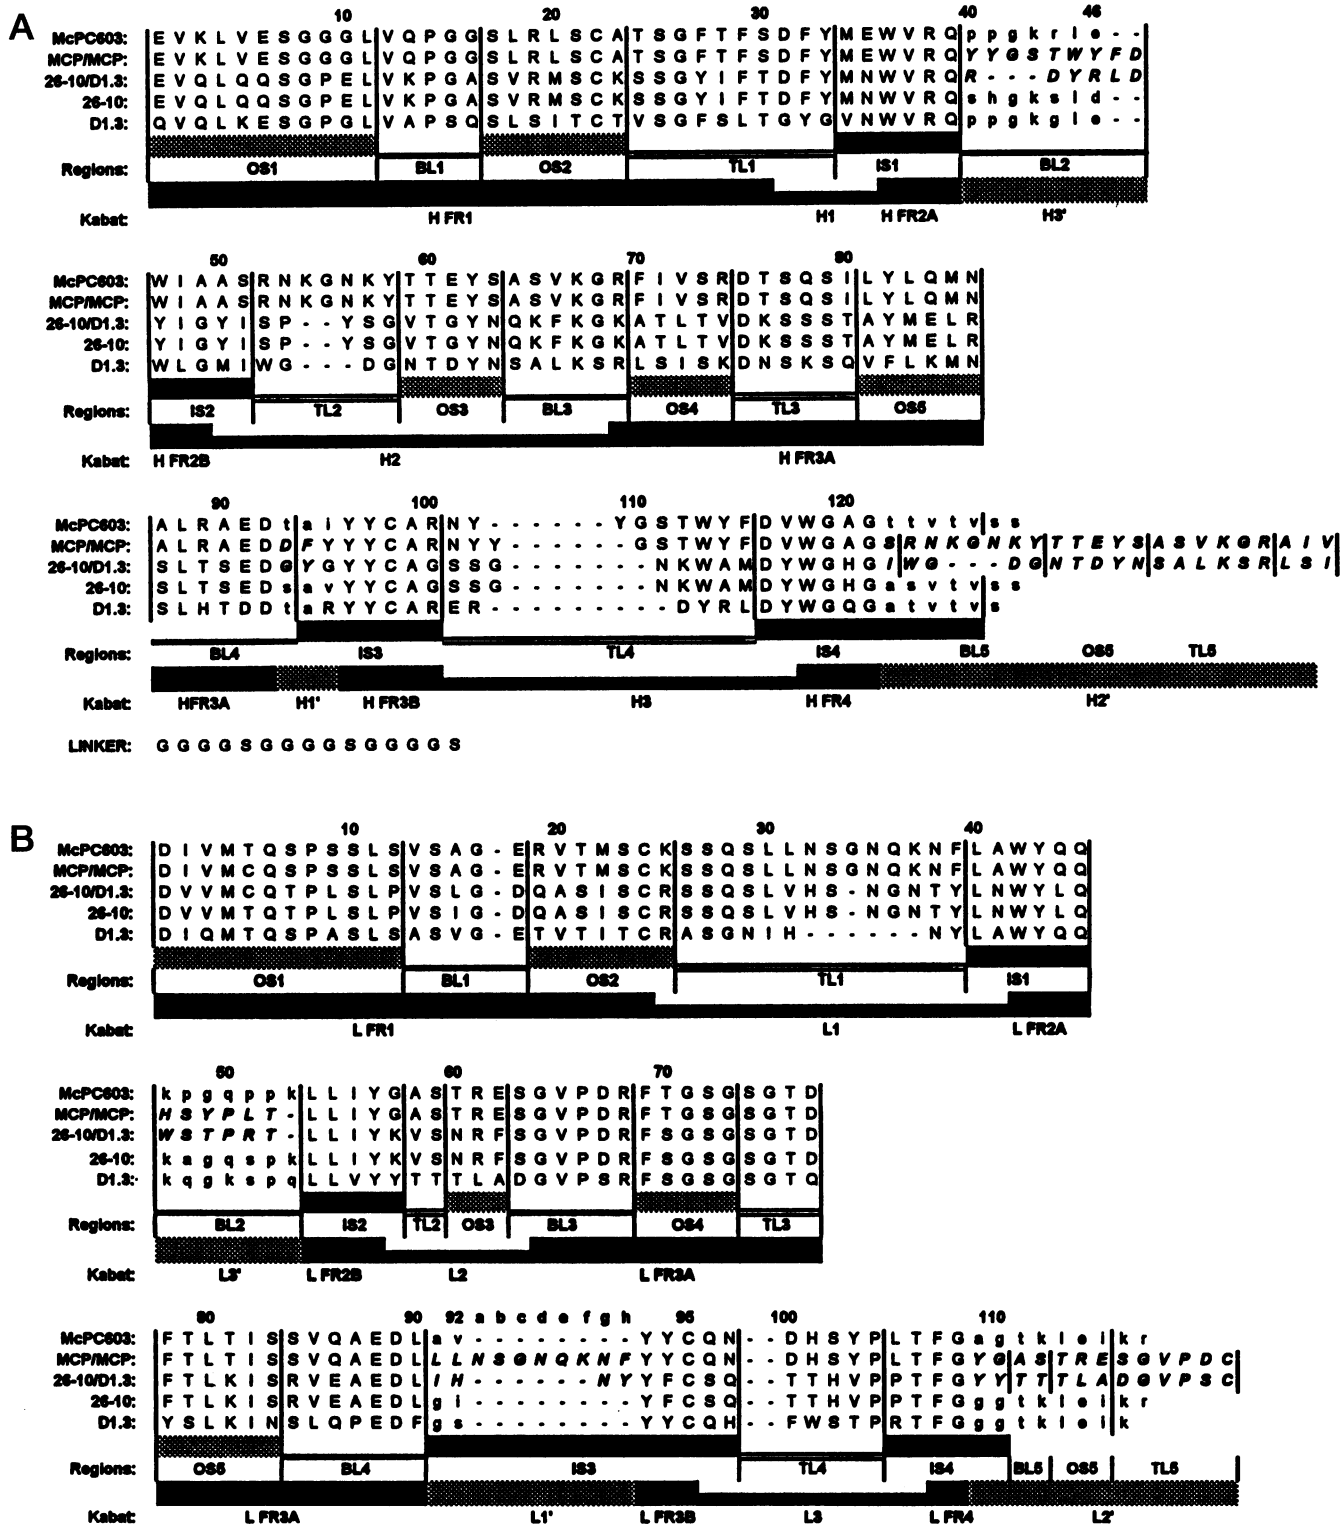 A
10 20 30 40 46
McPC603: E V K L V E S G G G L V Q P G G S L R L S C A T S G F T F S D F Y M E W V R Q p p g k r l e - -
MCP/MCP: E V K L V E S G G G L V Q P G G S L R L S C A T S G F T F S D F Y M E W V R Q Y Y G S T W Y F D
26-10/D1.3: E V Q L Q Q S G P E L V K P G A S V R M S C K S S G Y I F T D F Y M N W V R Q R - - - D Y R L D
26-10: E V Q L Q Q S G P E L V K P G A S V R M S C K S S G Y I F T D F Y M N W V R Q s h g k s l d - -
D1.3: Q V Q L K E S G P G L V A P S Q S L S I T C T V S G F S L T G Y G V N W V R Q p p g k g l e - -
Regions: OS1 BL1 OS2 TL1 IS1 BL2
Kabat: H FR1 H1 H FR2A H3'
50 60 70 80
McPC603: W I A A S R N K G N K Y T T E Y S A S V K G R F I V S R D T S Q S I L Y L Q M N
MCP/MCP: W I A A S R N K G N K Y T T E Y S A S V K G R F I V S R D T S Q S I L Y L Q M N
26-10/D1.3: Y I G Y I S P - - Y S G V T G Y N Q K F K G K A T L T V D K S S S T A Y M E L R
26-10: Y I G Y I S P - - Y S G V T G Y N Q K F K G K A T L T V D K S S S T A Y M E L R
D1.3: W L G M I W G - - - D G N T D Y N S A L K S R L S I S K D N S K S Q V F L K M N
Regions: IS2 TL2 OS3 BL3 OS4 TL3 OS5
Kabat: H FR2B H2 H FR3A
90 100 110 120
McPC603: A L R A E D t a i Y Y C A R N Y - - - - - - - Y G S T W Y F D V W G A G t t v t v s s
MCP/MCP: A L R A E D D F Y Y Y C A R N Y Y - - - - - - - G S T W Y F D V W G A G S R N K G N K Y T T E Y S A S V K G R A I V
26-10/D1.3: S L T S E D G Y G Y Y C A G S S G - - - - - - - N K W A M D Y W G H G I W G - - - D G N T D Y N S A L K S R L S I
26-10: S L T S E D s a v Y Y C A G S S G - - - - - - - N K W A M D Y W G H G a s v t v s s
D1.3: S L H T D D t a R Y Y C A R E R - - - - - - - - - D Y R L D Y W G Q G a t v t v s
Regions: BL4 IS3 TL4 IS4 BL5 OS5 TL5
Kabat: HFR3A H1' H FR3B H3 H FR4 H2'
LINKER: G G G G S G G G G S G G G G S
B
10 20 30 40
McPC603: D I V M T Q S P S S L S V S A G - E R V T M S C K S S Q S L L N S G N Q K N F L A W Y Q Q
MCP/MCP: D I V M C Q S P S S L S V S A G - E R V T M S C K S S Q S L L N S G N Q K N F L A W Y Q Q
26-10/D1.3: D V V M C Q T P L S L P V S L G - D Q A S I S C R S S Q S L V H S - N G N T Y L N W Y L Q
26-10: D V V M T Q T P L S L P V S I G - D Q A S I S C R S S Q S L V H S - N G N T Y L N W Y L Q
D1.3: D I Q M T Q S P A S L S A S V G - E T V T I T C R A S G N I H - - - - - - N Y L A W Y Q Q
Regions: OS1 BL1 OS2 TL1 IS1
Kabat: L FR1 L1 L FR2A
50 60 70
McPC603: k p g q p p k L L I Y G A S T R E S G V P D R F T G S G S G T D
MCP/MCP: H S Y P L T - L L I Y G A S T R E S G V P D R F T G S G S G T D
26-10/D1.3: W S T P R T - L L I Y K V S N R F S G V P D R F S G S G S G T D
26-10: k a g q s p k L L I Y K V S N R F S G V P D R F S G S G S G T D
D1.3: k q g k s p q L L V Y Y T T T L A D G V P S R F S G S G S G T Q
Regions: BL2 IS2 TL2 OS3 BL3 OS4 TL3
Kabat: L3' L FR2B L2 L FR3A
80 90 92 a b c d e f g h 95 100 110
McPC603: F T L T I S S V Q A E D L a v - - - - - - - - Y Y C Q N - - D H S Y P L T F G a g t k l e i k r
MCP/MCP: F T L T I S S V Q A E D L L L N S G N Q K N F Y Y C Q N - - D H S Y P L T F G Y G A S T R E S G V P D C
26-10/D1.3: F T L K I S R V E A E D L I H - - - - - - N Y Y F C S Q - - T T H V P P T F G Y Y T T T L A D G V P S C
26-10: F T L K I S R V E A E D L g i - - - - - - - - Y F C S Q - - T T H V P P T F G g g t k l e i k r
D1.3: Y S L K I N S L Q P E D F g s - - - - - - - - Y Y C Q H - - F W S T P R T F G g g t k l e i k
Regions: OS5 BL4 IS3 TL4 IS4 BL5 OS5 TL5
Kabat: L FR3A L1' L FR3B L3 L FR4 L2'